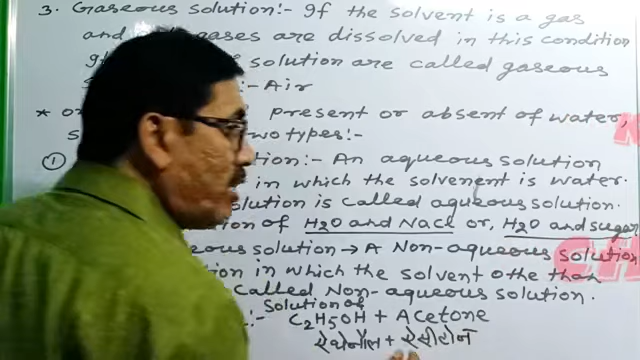 3. Gaseous solution:- If the solvent is a gas
and gases are dissolved in this condition
solution are called gaseous
:- Air
* present or absent of water,
two types:-
① tion:- An aqueous solution
in which the solvenent is water.
solution is called aqueous solution.
tion of H2O and NaCl or, H2O and sugar
eous solution → A Non-aqueous solution
tion in which the solvent othe than
called Non-aqueous solution.
Solution of
:- C2H5OH + Acetone
एथेनॉल + ऐसीटोन